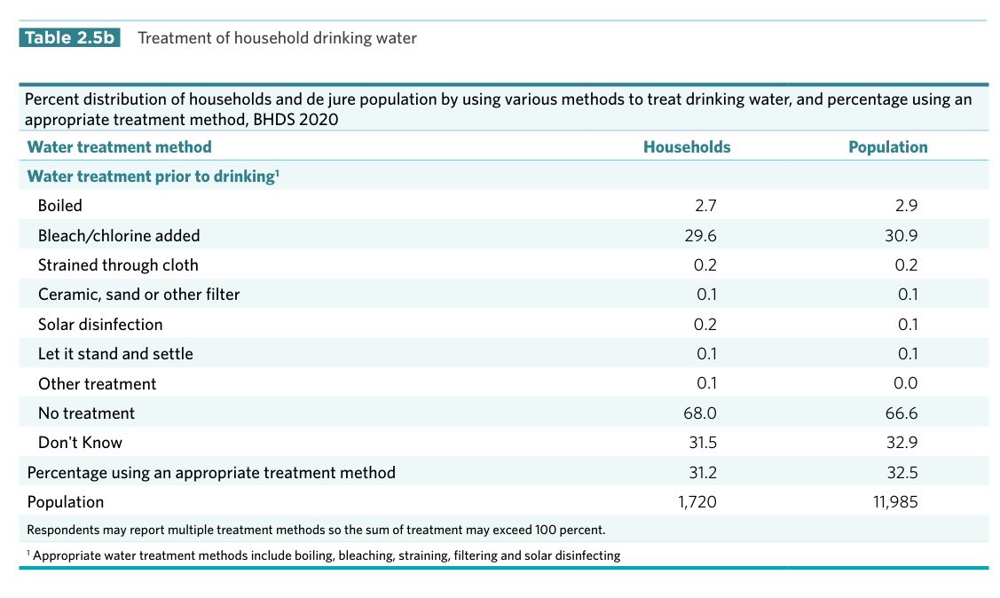 Table 2.5b Treatment of household drinking water
Percent distribution of households and de jure population by using various methods to treat drinking water, and percentage using an
appropriate treatment method, BHDS 2020
Water treatment method Households Population
Water treatment prior to drinking¹
Boiled 2.7 2.9
Bleach/chlorine added 29.6 30.9
Strained through cloth 0.2 0.2
Ceramic, sand or other filter 0.1 0.1
Solar disinfection 0.2 0.1
Let it stand and settle 0.1 0.1
Other treatment 0.1 0.0
No treatment 68.0 66.6
Don't Know 31.5 32.9
Percentage using an appropriate treatment method 31.2 32.5
Population 1,720 11,985
Respondents may report multiple treatment methods so the sum of treatment may exceed 100 percent.
¹ Appropriate water treatment methods include boiling, bleaching, straining, filtering and solar disinfecting